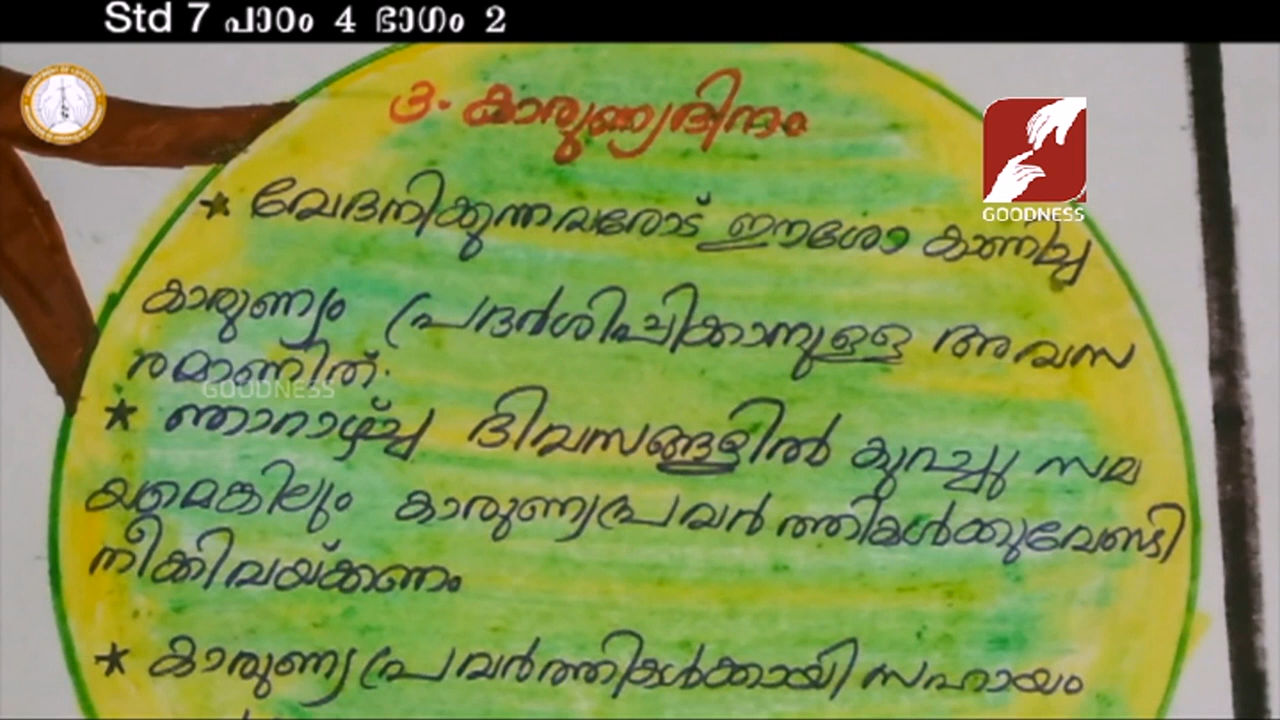 Std 7 പാഠം 4 ഭാഗം 2
3. കാരുണ്യദിനം
GOODNESS
★ വേദനിക്കുന്നവരോട് ഈശോ കാണിച്ച
കാരുണ്യം പ്രദർശിപ്പിക്കാനുള്ള അവസ
രമാണിത്.
GOODNESS
★ ഞാറാഴ്ച്ച ദിവസങ്ങളിൽ കുറച്ചു സമ
യമെങ്കിലും കാരുണ്യപ്രവർത്തികൾക്കുവേണ്ടി
നീക്കിവയ്ക്കണം
★ കാരുണ്യപ്രവർത്തികൾക്കായി സഹായം